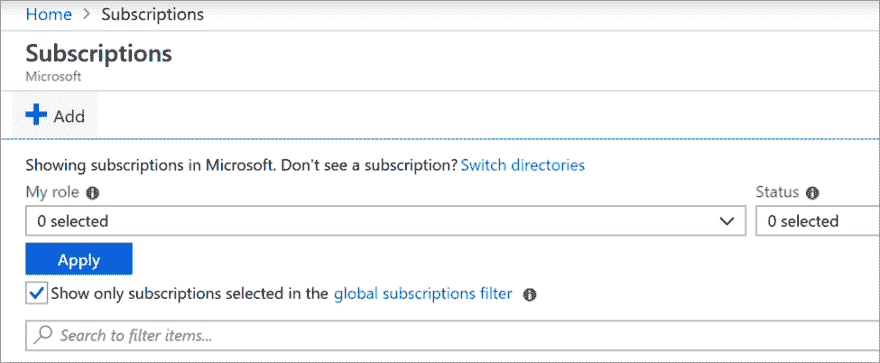 Home > Subscriptions
Subscriptions
Microsoft
Add
Showing subscriptions in Microsoft. Don't see a subscription? Switch directories
My role
Status
0 selected
0 selected
Apply
Show only subscriptions selected in the global subscriptions filter
Search to filter items...